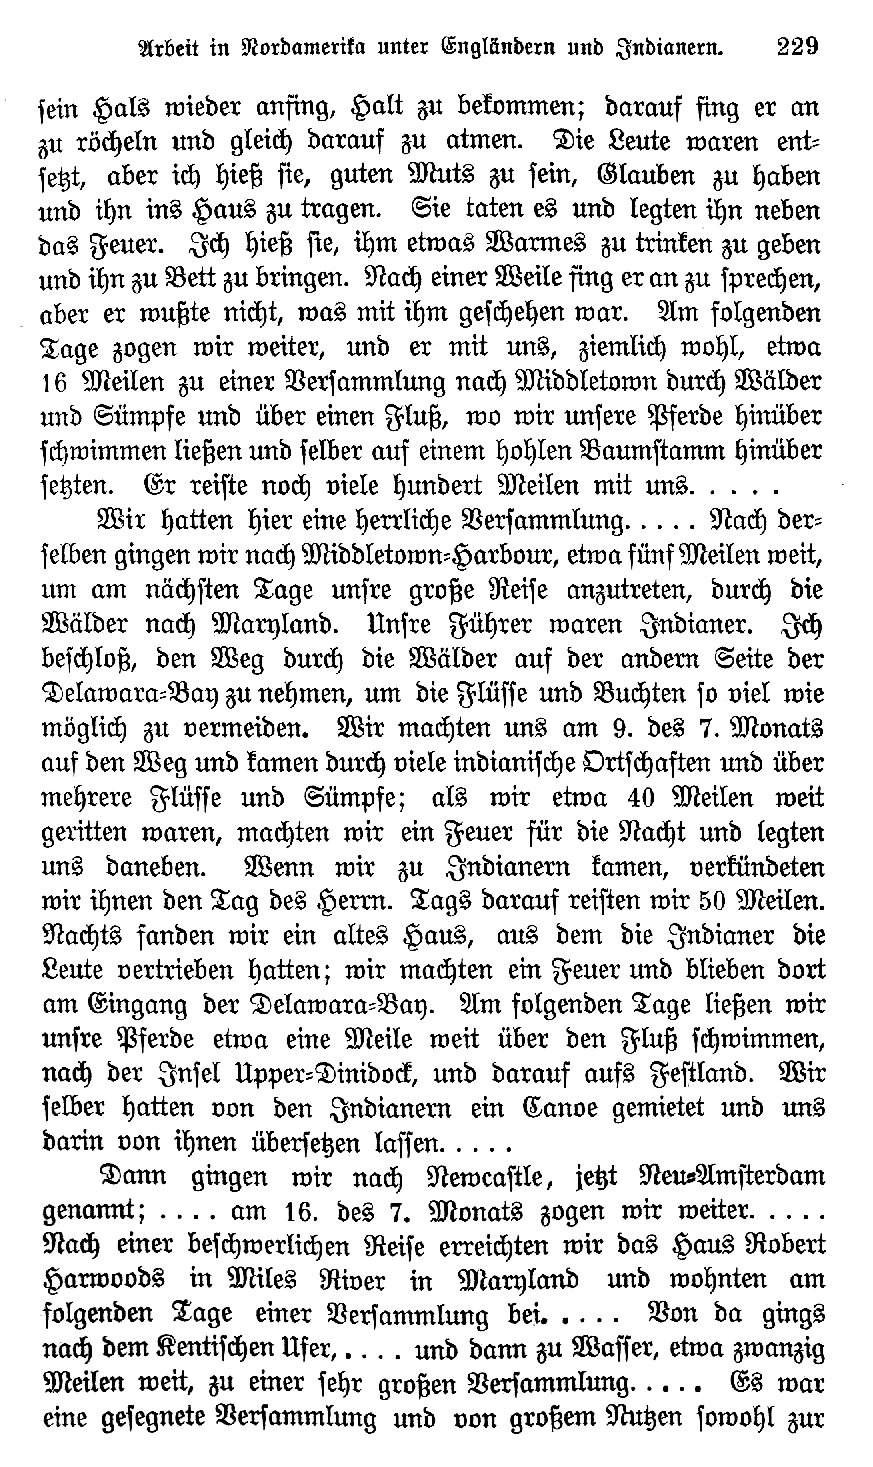 Arbeit in Nordamerika unter Engländern und Indianern. 229
sein Hals wieder anfing, Halt zu bekommen; darauf fing er an
zu röcheln und gleich darauf zu atmen. Die Leute waren ent-
setzt, aber ich hieß sie, guten Muts zu sein, Glauben zu haben
und ihn ins Haus zu tragen. Sie taten es und legten ihn neben
das Feuer. Ich hieß sie, ihm etwas Warmes zu trinken zu geben
und ihn zu Bett zu bringen. Nach einer Weile fing er an zu sprechen,
aber er wußte nicht, was mit ihm geschehen war. Am folgenden
Tage zogen wir weiter, und er mit uns, ziemlich wohl, etwa
16 Meilen zu einer Versammlung nach Middletown durch Wälder
und Sümpfe und über einen Fluß, wo wir unsere Pferde hinüber
schwimmen ließen und selber auf einem hohlen Baumstamm hinüber
setzten. Er reiste noch viele hundert Meilen mit uns. . . . .
Wir hatten hier eine herrliche Versammlung. . . . . Nach der-
selben gingen wir nach Middletown-Harbour, etwa fünf Meilen weit,
um am nächsten Tage unsre große Reise anzutreten, durch die
Wälder nach Maryland. Unsre Führer waren Indianer. Ich
beschloß, den Weg durch die Wälder auf der andern Seite der
Delawara-Bay zu nehmen, um die Flüsse und Buchten so viel wie
möglich zu vermeiden. Wir machten uns am 9. des 7. Monats
auf den Weg und kamen durch viele indianische Ortschaften und über
mehrere Flüsse und Sümpfe; als wir etwa 40 Meilen weit
geritten waren, machten wir ein Feuer für die Nacht und legten
uns daneben. Wenn wir zu Indianern kamen, verkündeten
wir ihnen den Tag des Herrn. Tags darauf reisten wir 50 Meilen.
Nachts fanden wir ein altes Haus, aus dem die Indianer die
Leute vertrieben hatten; wir machten ein Feuer und blieben dort
am Eingang der Delawara-Bay. Am folgenden Tage ließen wir
unsre Pferde etwa eine Meile weit über den Fluß schwimmen,
nach der Insel Upper-Dinidock, und darauf aufs Festland. Wir
selber hatten von den Indianern ein Canoe gemietet und uns
darin von ihnen übersetzen lassen. . . . .
Dann gingen wir nach Newcastle, jetzt Neu-Amsterdam
genannt; . . . . am 16. des 7. Monats zogen wir weiter. . . . .
Nach einer beschwerlichen Reise erreichten wir das Haus Robert
Harwoods in Miles River in Maryland und wohnten am
folgenden Tage einer Versammlung bei. . . . . Von da gings
nach dem Kentischen Ufer, . . . . und dann zu Wasser, etwa zwanzig
Meilen weit, zu einer sehr großen Versammlung. . . . . Es war
eine gesegnete Versammlung und von großem Nutzen sowohl zur